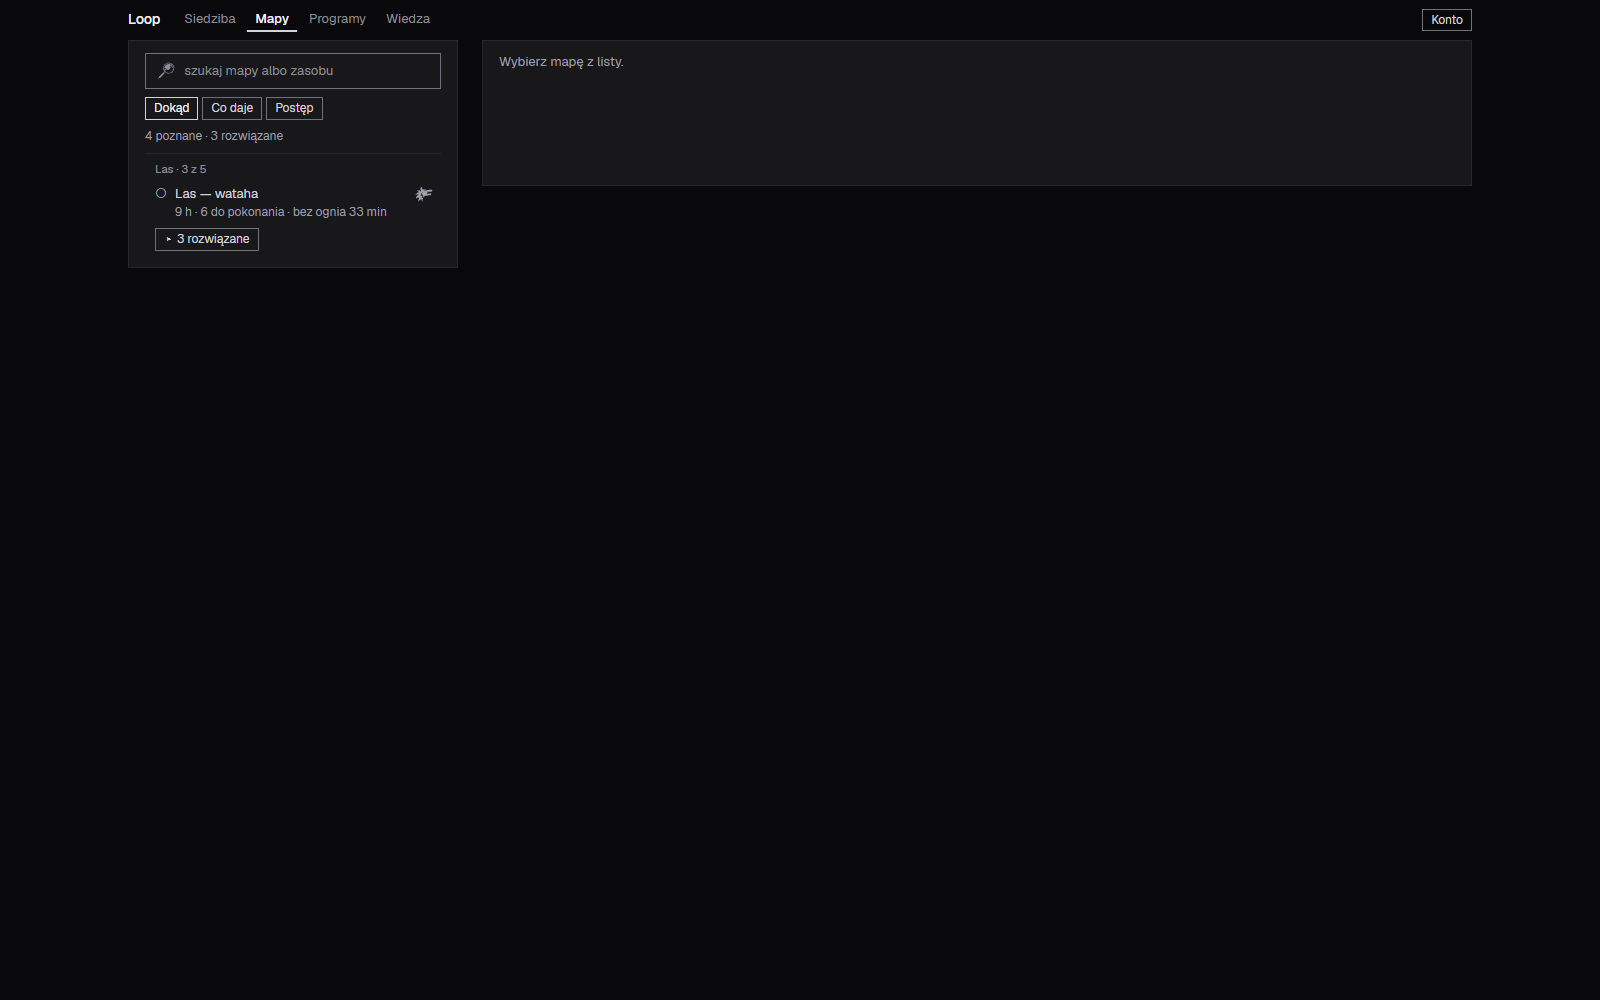 Loop Siedziba Mapy Programy Wiedza Konto
szukaj mapy albo zasobu
Dokąd Co daje Postęp
4 poznane · 3 rozwiązane
Las · 3 z 5
Las — wataha
9 h · 6 do pokonania · bez ognia 33 min
▸ 3 rozwiązane
Wybierz mapę z listy.